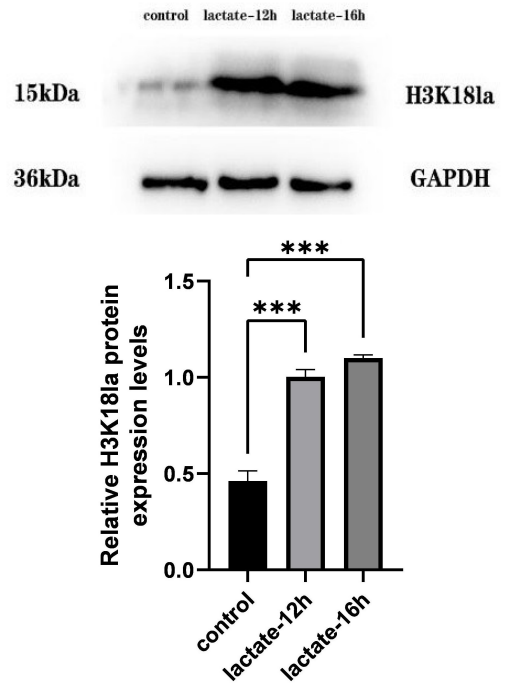 control lactate-12h lactate-16h
15kDa H3K18la
36kDa GAPDH
***
***
Relative H3K18la protein
expression levels
1.5
1.0
0.5
0.0
control
lactate-12h
lactate-16h